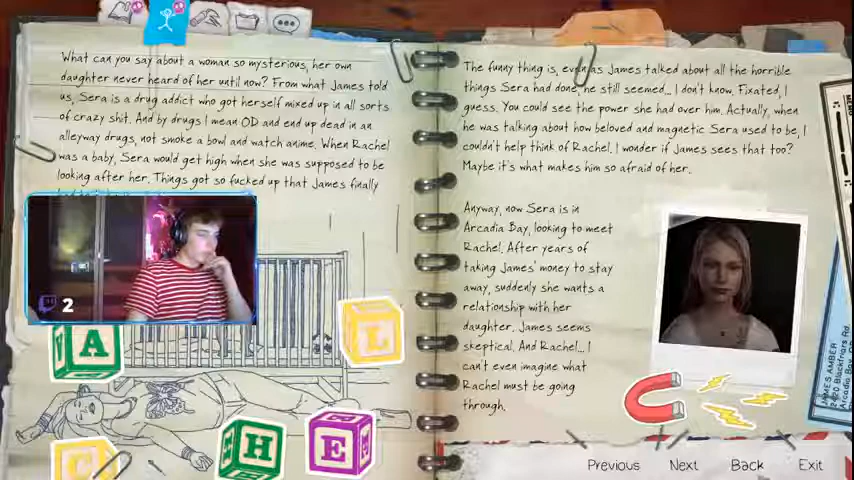 What can you say about a woman so mysterious, her own
daughter never heard of her until now? From what James told
us, Sera is a drug addict who got herself mixed up in all sorts
of crazy shit. And by drugs I mean OD and end up dead in an
alleyway drugs, not smoke a bowl and watch anime. When Rachel
was a baby, Sera would get high when she was supposed to be
looking after her. Things got so fucked up that James finally
2
A
L
C
H
E
The funny thing is, even as James talked about all the horrible
things Sera had done, he still seemed... I don't know. Fixated, I
guess. You could see the power she had over him. Actually, when
he was talking about how beloved and magnetic Sera used to be, I
couldn't help think of Rachel. I wonder if James sees that too?
Maybe it's what makes him so afraid of her.
Anyway, now Sera is in
Arcadia Bay, looking to meet
Rachel. After years of
taking James' money to stay
away, suddenly she wants a
relationship with her
daughter. James seems
skeptical. And Rachel... I
can't even imagine what
Rachel must be going
through.
MEMO
JAMES AMBER
Arcadia
Previous Next Back Exit